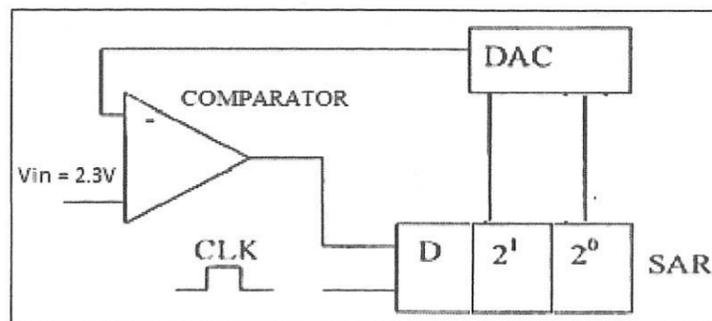 DAC
COMPARATOR
-
Vin = 2.3V
CLK
D 2¹ 2⁰ SAR